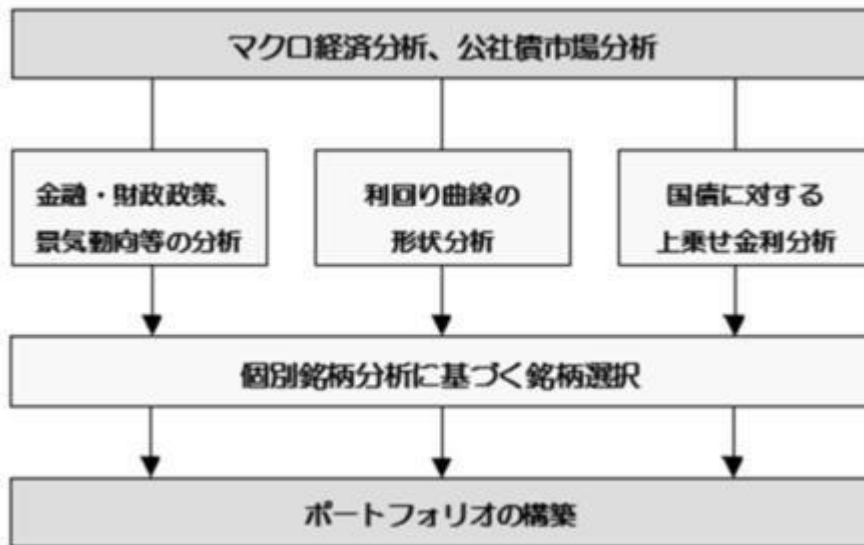 マクロ経済分析、公社債市場分析
金融・財政政策、
景気動向等の分析
利回り曲線の
形状分析
国債に対する
上乗せ金利分析
個別銘柄分析に基づく銘柄選択
ポートフォリオの構築